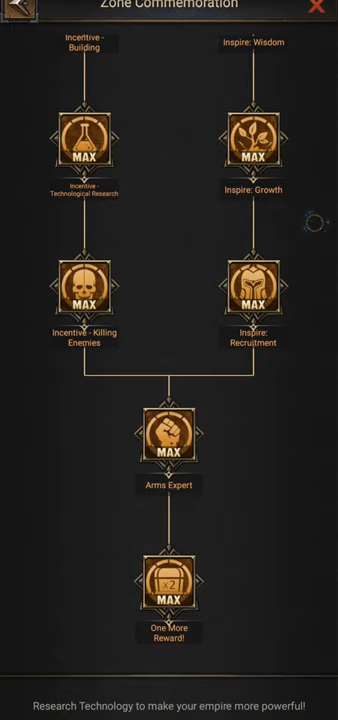 Zone Commemoration
Incentive -
Building
Inspire: Wisdom
MAX
MAX
Incentive -
Technological Research
Inspire: Growth
MAX
MAX
Incentive - Killing
Enemies
Inspire:
Recruitment
MAX
Arms Expert
x2
MAX
One More
Reward!
Research Technology to make your empire more powerful!